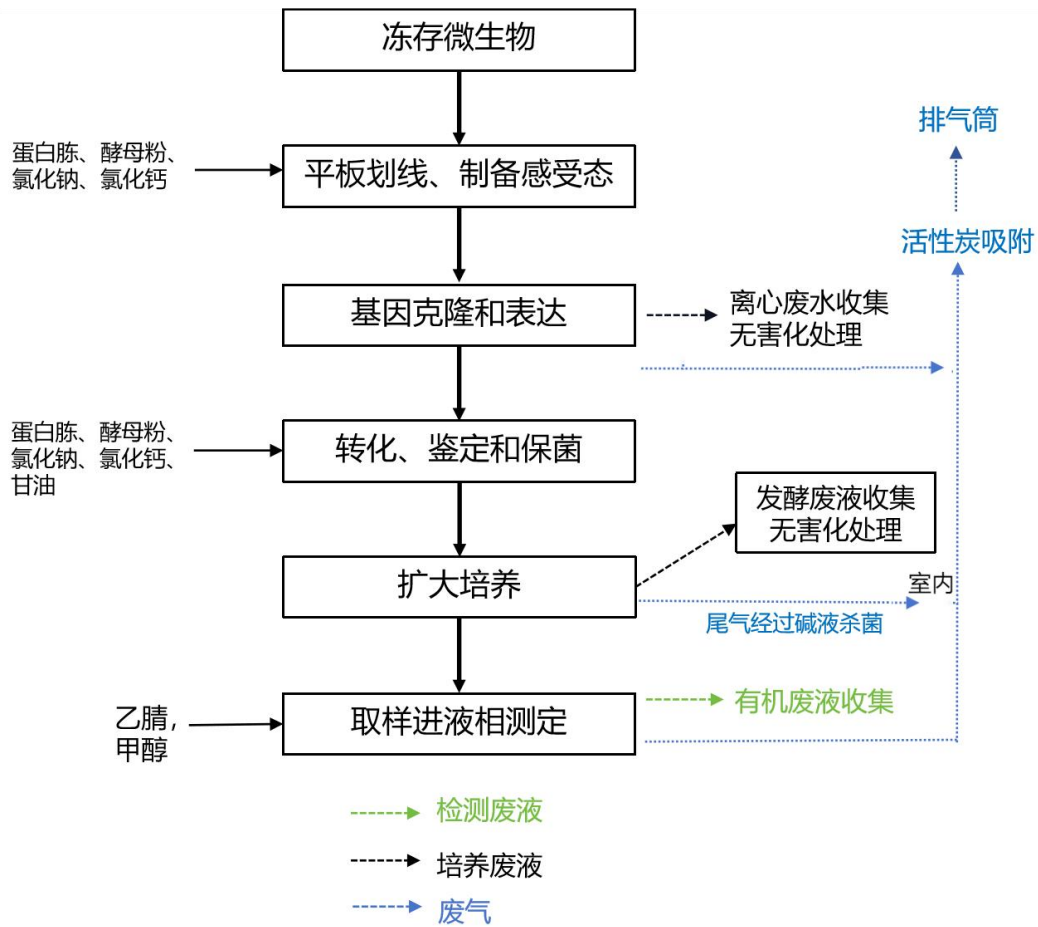 冻存微生物
排气筒
蛋白胨、酵母粉、
氯化钠、氯化钙
平板划线、制备感受态
活性炭吸附
基因克隆和表达
离心废水收集
无害化处理
蛋白胨、酵母粉、
氯化钠、氯化钙、
甘油
转化、鉴定和保菌
发酵废液收集
无害化处理
扩大培养
室内
尾气经过碱液杀菌
乙腈，
甲醇
取样进液相测定
有机废液收集
检测废液
培养废液
废气